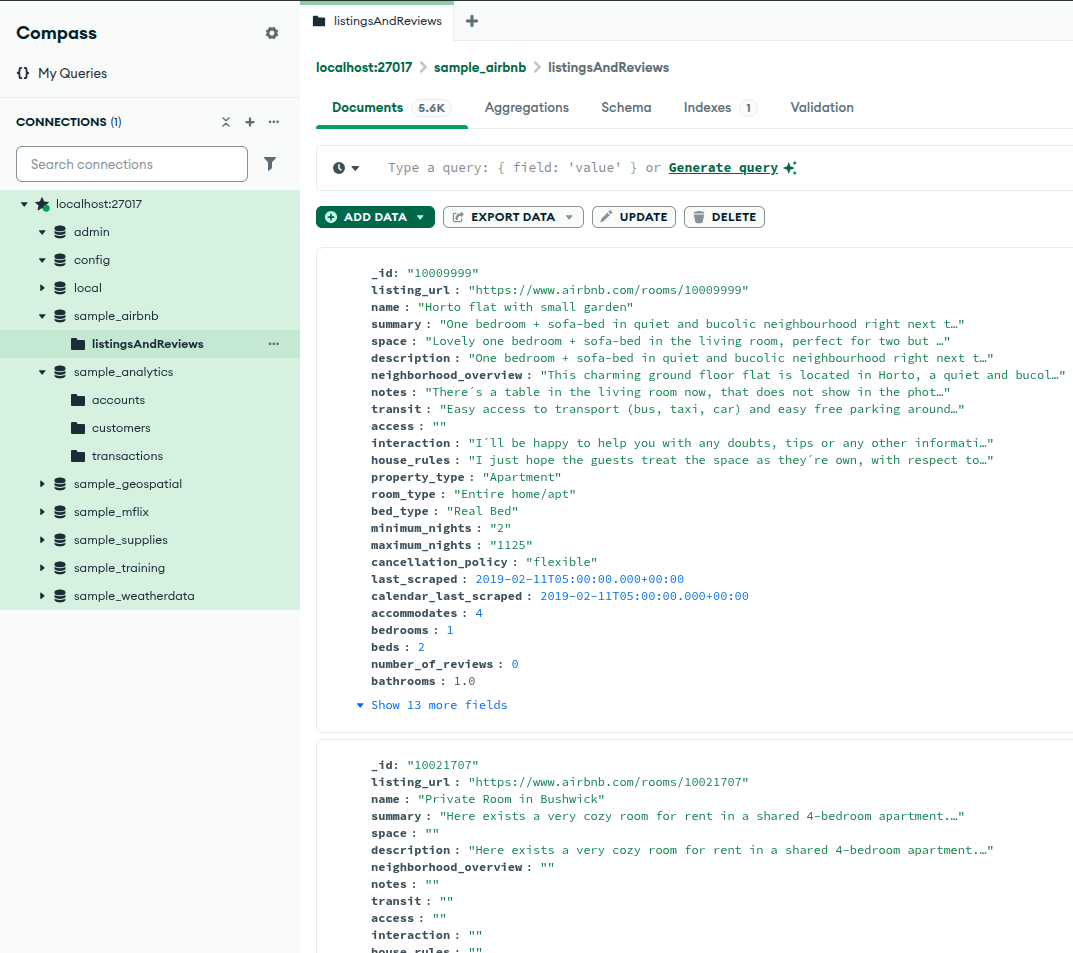 Compass
My Queries
CONNECTIONS (1)
Search connections
localhost:27017
admin
config
local
sample_airbnb
listingsAndReviews
sample_analytics
accounts
customers
transactions
sample_geospatial
sample_mflix
sample_supplies
sample_training
sample_weatherdata
listingsAndReviews
localhost:27017 > sample_airbnb > listingsAndReviews
Documents 5.6K Aggregations Schema Indexes 1 Validation
Type a query: { field: 'value' } or Generate query
ADD DATA EXPORT DATA UPDATE DELETE
_id: "10009999"
listing_url : "https://www.airbnb.com/rooms/10009999"
name : "Horto flat with small garden"
summary : "One bedroom + sofa-bed in quiet and bucolic neighbourhood right next t…"
space : "Lovely one bedroom + sofa-bed in the living room, perfect for two but …"
description : "One bedroom + sofa-bed in quiet and bucolic neighbourhood right next t…"
neighborhood_overview : "This charming ground floor flat is located in Horto, a quiet and bucol…"
notes : "There´s a table in the living room now, that does not show in the phot…"
transit : "Easy access to transport (bus, taxi, car) and easy free parking around…"
access : ""
interaction : "I´ll be happy to help you with any doubts, tips or any other informati…"
house_rules : "I just hope the guests treat the space as they´re own, with respect to…"
property_type : "Apartment"
room_type : "Entire home/apt"
bed_type : "Real Bed"
minimum_nights : "2"
maximum_nights : "1125"
cancellation_policy : "flexible"
last_scraped : 2019-02-11T05:00:00.000+00:00
calendar_last_scraped : 2019-02-11T05:00:00.000+00:00
accommodates : 4
bedrooms : 1
beds : 2
number_of_reviews : 0
bathrooms : 1.0
Show 13 more fields
_id: "10021707"
listing_url : "https://www.airbnb.com/rooms/10021707"
name : "Private Room in Bushwick"
summary : "Here exists a very cozy room for rent in a shared 4-bedroom apartment.…"
space : ""
description : "Here exists a very cozy room for rent in a shared 4-bedroom apartment.…"
neighborhood_overview : ""
notes : ""
transit : ""
access : ""
interaction : ""
house_rules : ""